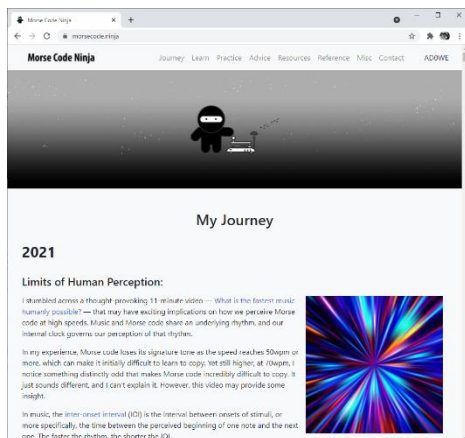 Morse Code Ninja
morsecode.ninja
Morse Code Ninja Journey Learn Practice Advice Resources Reference Misc Contact AD0WE
My Journey
2021
Limits of Human Perception:
I stumbled across a thought-provoking 11-minute video — What is the fastest music
humanly possible? — that may have exciting implications on how we perceive Morse
code at high speeds. Music and Morse code share an underlying rhythm, and our
internal clock governs our perception of that rhythm.
In my experience, Morse code loses its signature tone as the speed reaches 50wpm or
more, which can make it initially difficult to learn to copy. Yet still higher, at 70wpm, I
notice something distinctly odd that makes Morse code incredibly difficult to copy. It
just sounds different, and I can't explain it. However, this video may provide some
insight.
In music, the inter-onset interval (IOI) is the interval between onsets of stimuli, or
more specifically, the time between the perceived beginning of one note and the next
one. The faster the rhythm, the shorter the IOI.